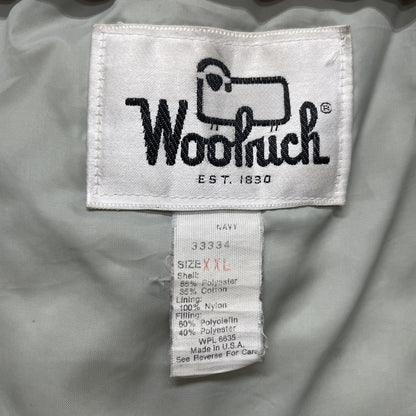 Woolrich®
EST. 1830
NAVY
33334
SIZE XXL
Shell:
65% Polyester
35% Cotton
Lining:
100% Nylon
Filling:
60% Polyolefin
40% Polyester
WPL 6635
Made in U.S.A.
See Reverse For Care